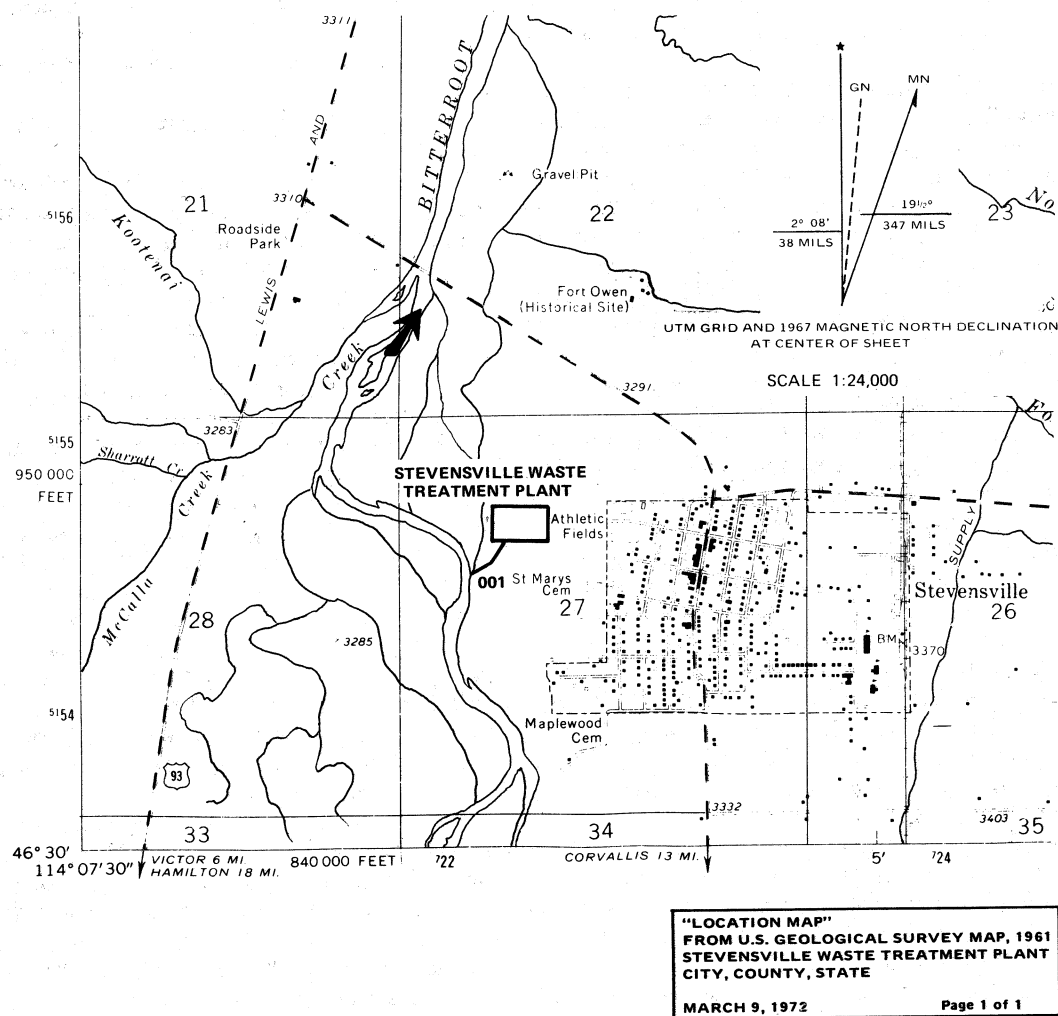 3311
BITTERROOT
AND
LEWIS
GN
MN
Gravel Pit
3310
21
22
23
No
5156
Roadside
Park
Kootenai
19 1/2°
347 MILS
2° 08'
38 MILS
Fort Owen
(Historical Site)
UTM GRID AND 1967 MAGNETIC NORTH DECLINATION
AT CENTER OF SHEET
SCALE 1:24,000
Creek
3291
3283
5155
Sharrott Cr
950 000
FEET
Creek
McCalla
STEVENSVILLE WASTE
TREATMENT PLANT
Athletic
Fields
001
St Marys
Cem
27
28
SUPPLY
Stevensville
26
3285
BM
3370
5154
Maplewood
Cem
93
3332
3403
33
34
35
46° 30'
114° 07'30"
VICTOR 6 MI.
HAMILTON 18 MI.
840 000 FEET
722
CORVALLIS 13 MI.
5'
724
"LOCATION MAP"
FROM U.S. GEOLOGICAL SURVEY MAP, 1961
STEVENSVILLE WASTE TREATMENT PLANT
CITY, COUNTY, STATE
MARCH 9, 1972
Page 1 of 1